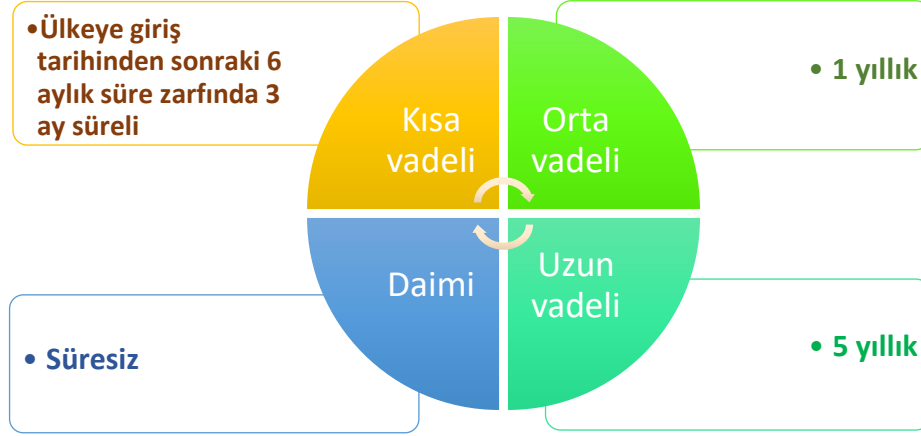 •Ülkeye giriş
tarihinden sonraki 6
aylık süre zarfında 3
ay süreli
Kısa
vadeli
Orta
vadeli
• 1 yıllık
Daimi
Uzun
vadeli
• Süresiz
• 5 yıllık